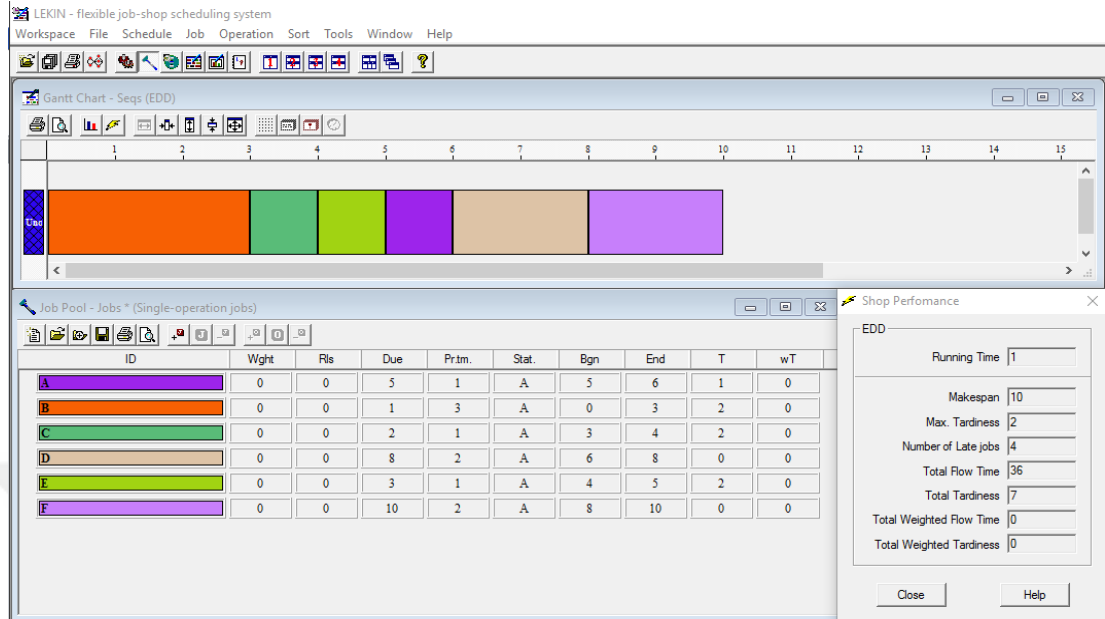 LEKIN - flexible job-shop scheduling system
Workspace File Schedule Job Operation Sort Tools Window Help
Gantt Chart - Seqs (EDD)
1 2 3 4 5 6 7 8 9 10 11 12 13 14 15
Job Pool - Jobs * (Single-operation jobs)
ID Wght Rls Due Pr.tm. Stat. Bgn End T wT
A 0 0 5 1 A 5 6 1 0
B 0 0 1 3 A 0 3 2 0
C 0 0 2 1 A 3 4 2 0
D 0 0 8 2 A 6 8 0 0
E 0 0 3 1 A 4 5 2 0
F 0 0 10 2 A 8 10 0 0
Shop Perfomance
EDD
Running Time 1
Makespan 10
Max. Tardiness 2
Number of Late jobs 4
Total Flow Time 36
Total Tardiness 7
Total Weighted Flow Time 0
Total Weighted Tardiness 0
Close Help